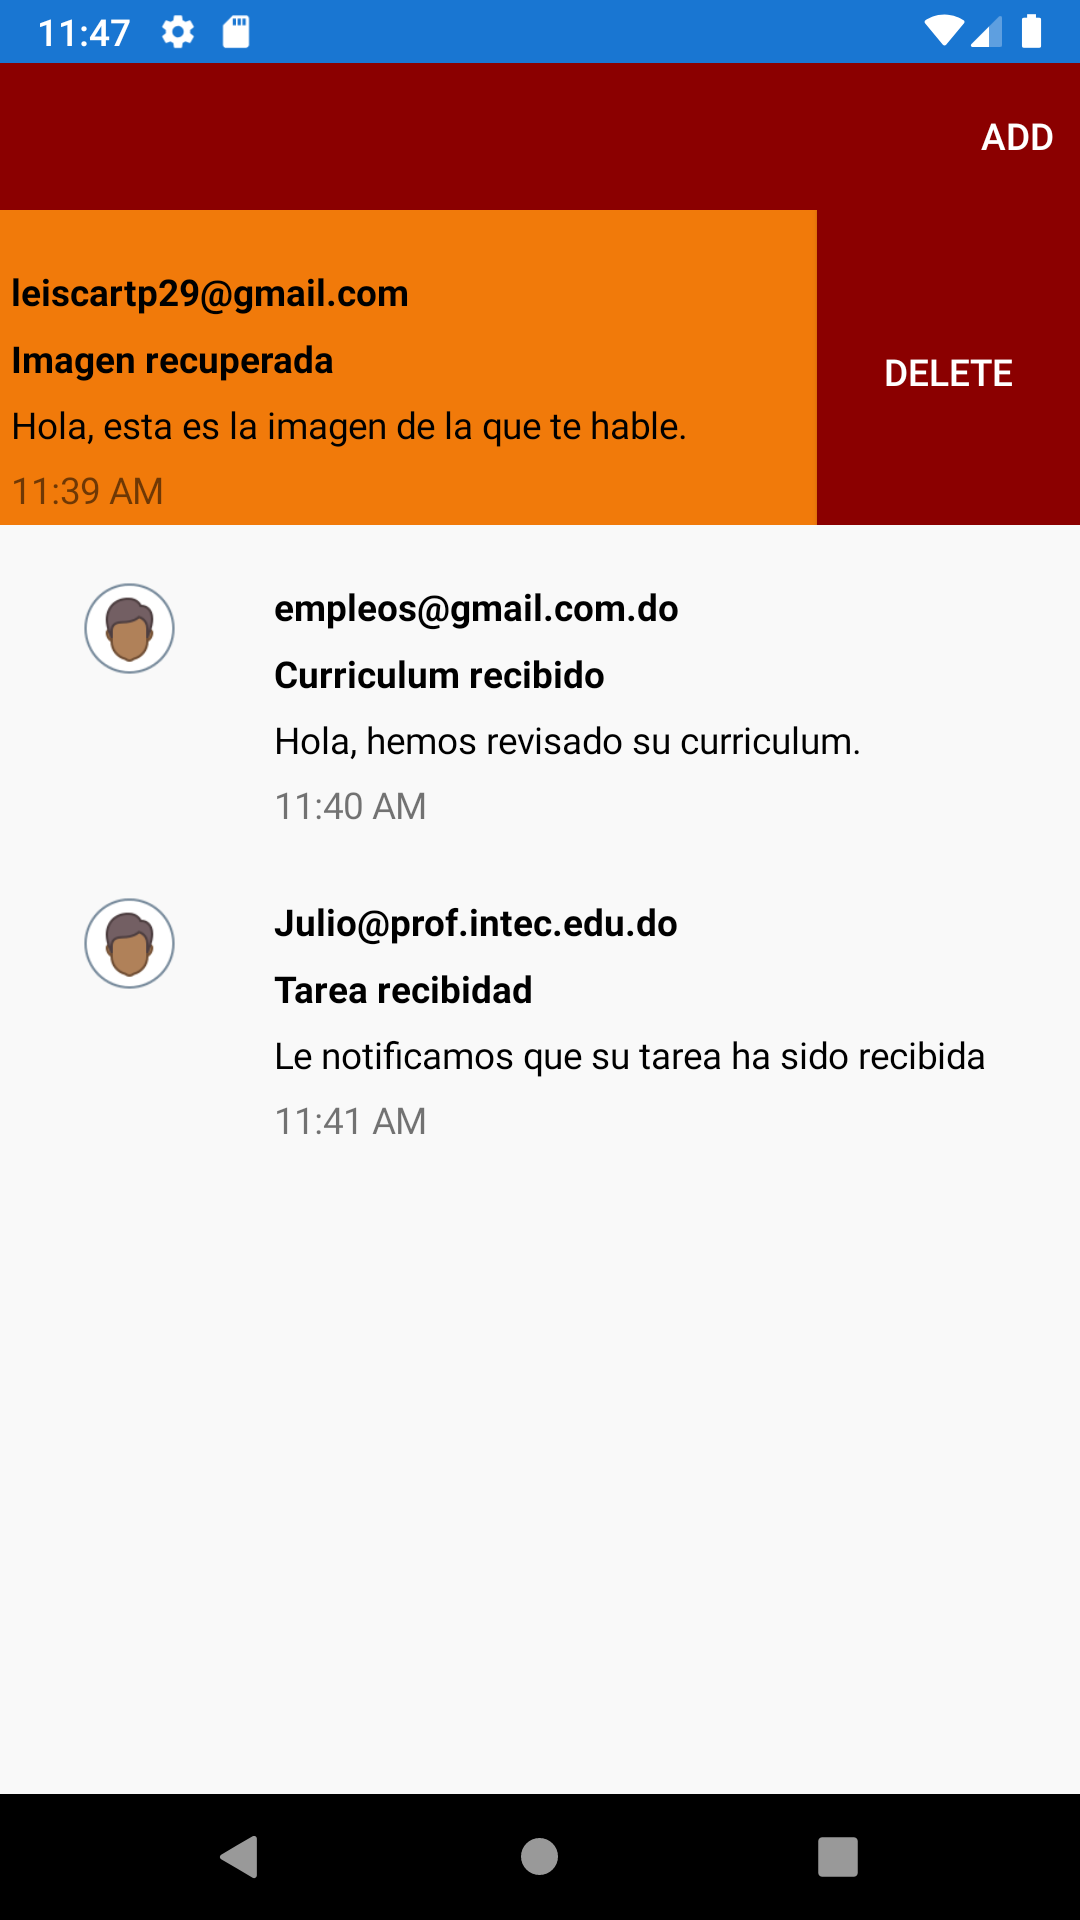 11:47
ADD
leiscartp29@gmail.com
Imagen recuperada
Hola, esta es la imagen de la que te hable.
11:39 AM
DELETE
empleos@gmail.com.do
Curriculum recibido
Hola, hemos revisado su curriculum.
11:40 AM
Julio@prof.intec.edu.do
Tarea recibidad
Le notificamos que su tarea ha sido recibida
11:41 AM